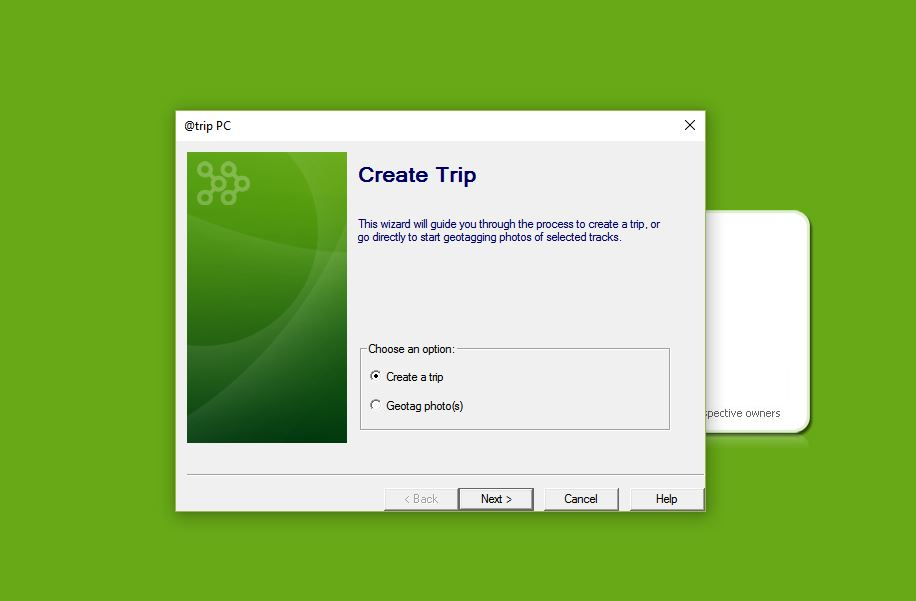 @trip PC
Create Trip
This wizard will guide you through the process to create a trip, or
go directly to start geotagging photos of selected tracks.
Choose an option:
Create a trip
Geotag photo(s)
spective owners
< Back
Next >
Cancel
Help